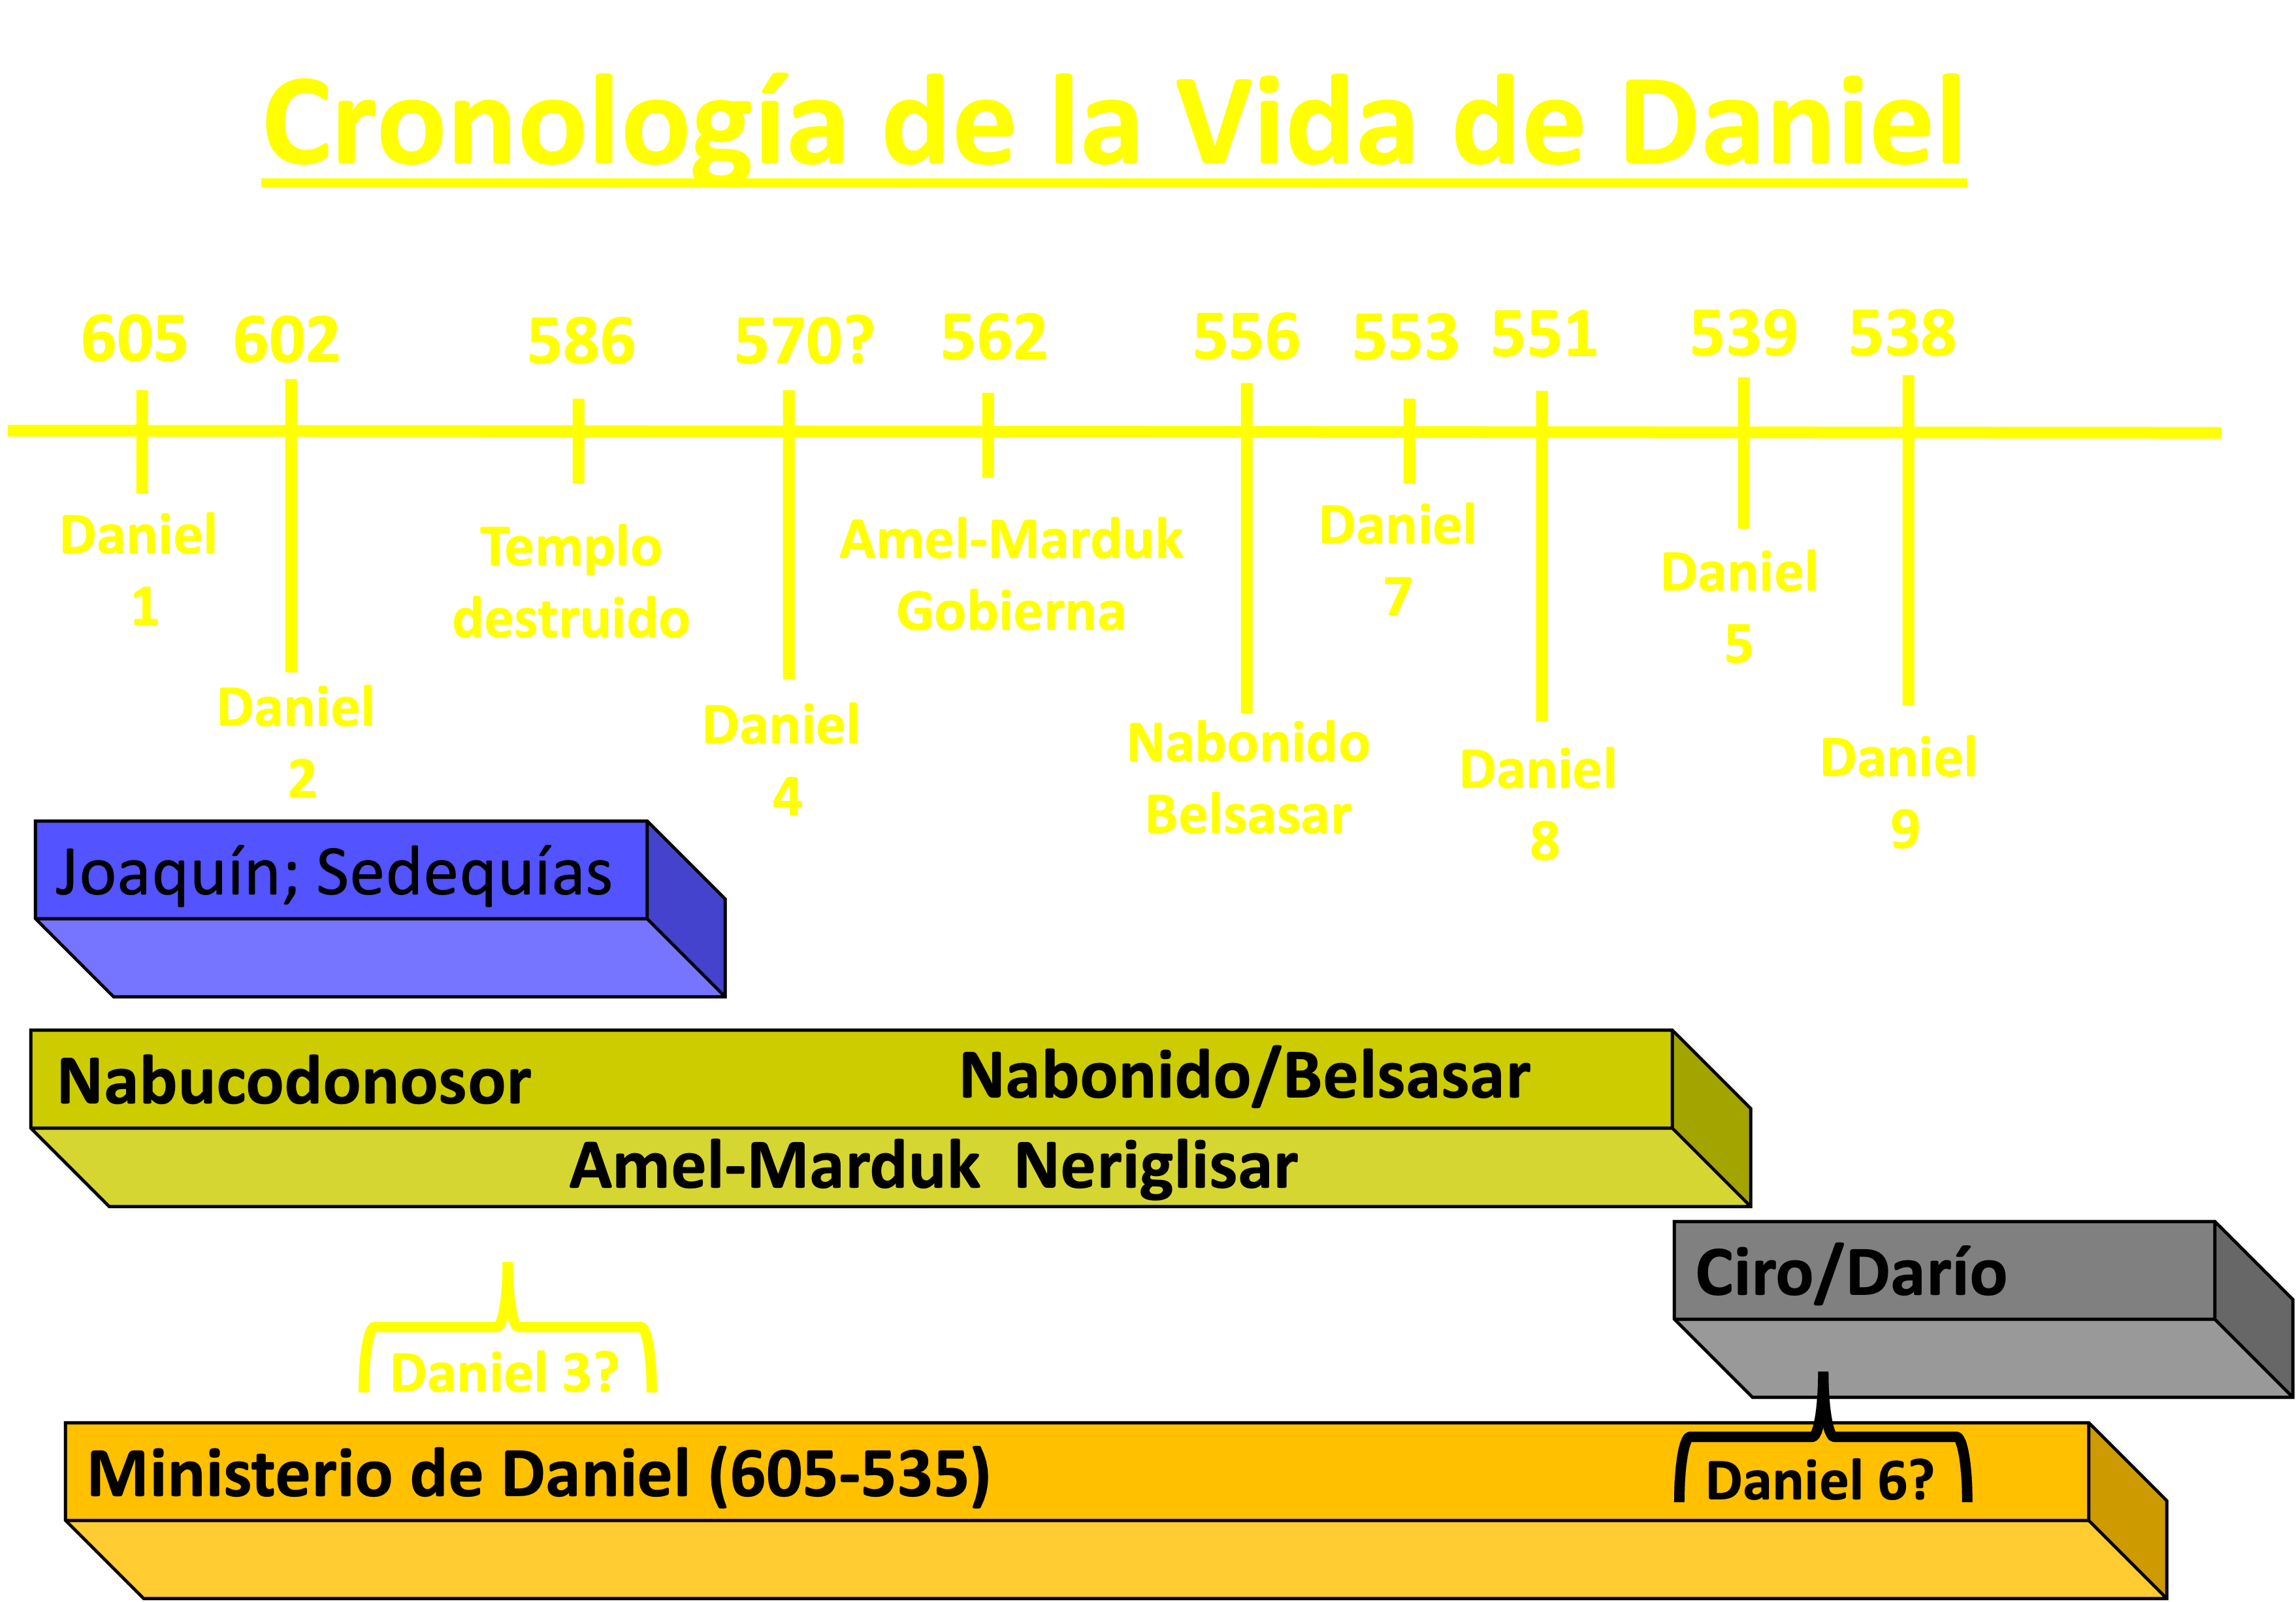 Cronología de la Vida de Daniel
605 602 586 570? 562 556 553 551 539 538
Daniel
1
Daniel
2
Templo
destruido
Daniel
4
Amel-Marduk
Gobierna
Nabonido
Belsasar
Daniel
7
Daniel
8
Daniel
5
Daniel
9
Joaquín; Sedequías
Nabucodonosor
Nabonido/Belsasar
Amel-Marduk Neriglisar
Ciro/Darío
Daniel 3?
Ministerio de Daniel (605-535)
Daniel 6?